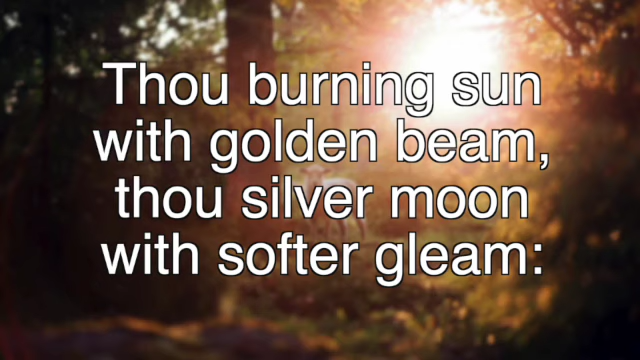 Thou burning sun
with golden beam,
thou silver moon
with softer gleam: